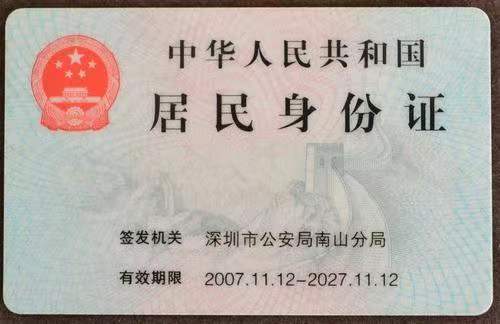 中华人民共和国
居民身份证
签发机关 深圳市公安局南山分局
有效期限 2007.11.12-2027.11.12